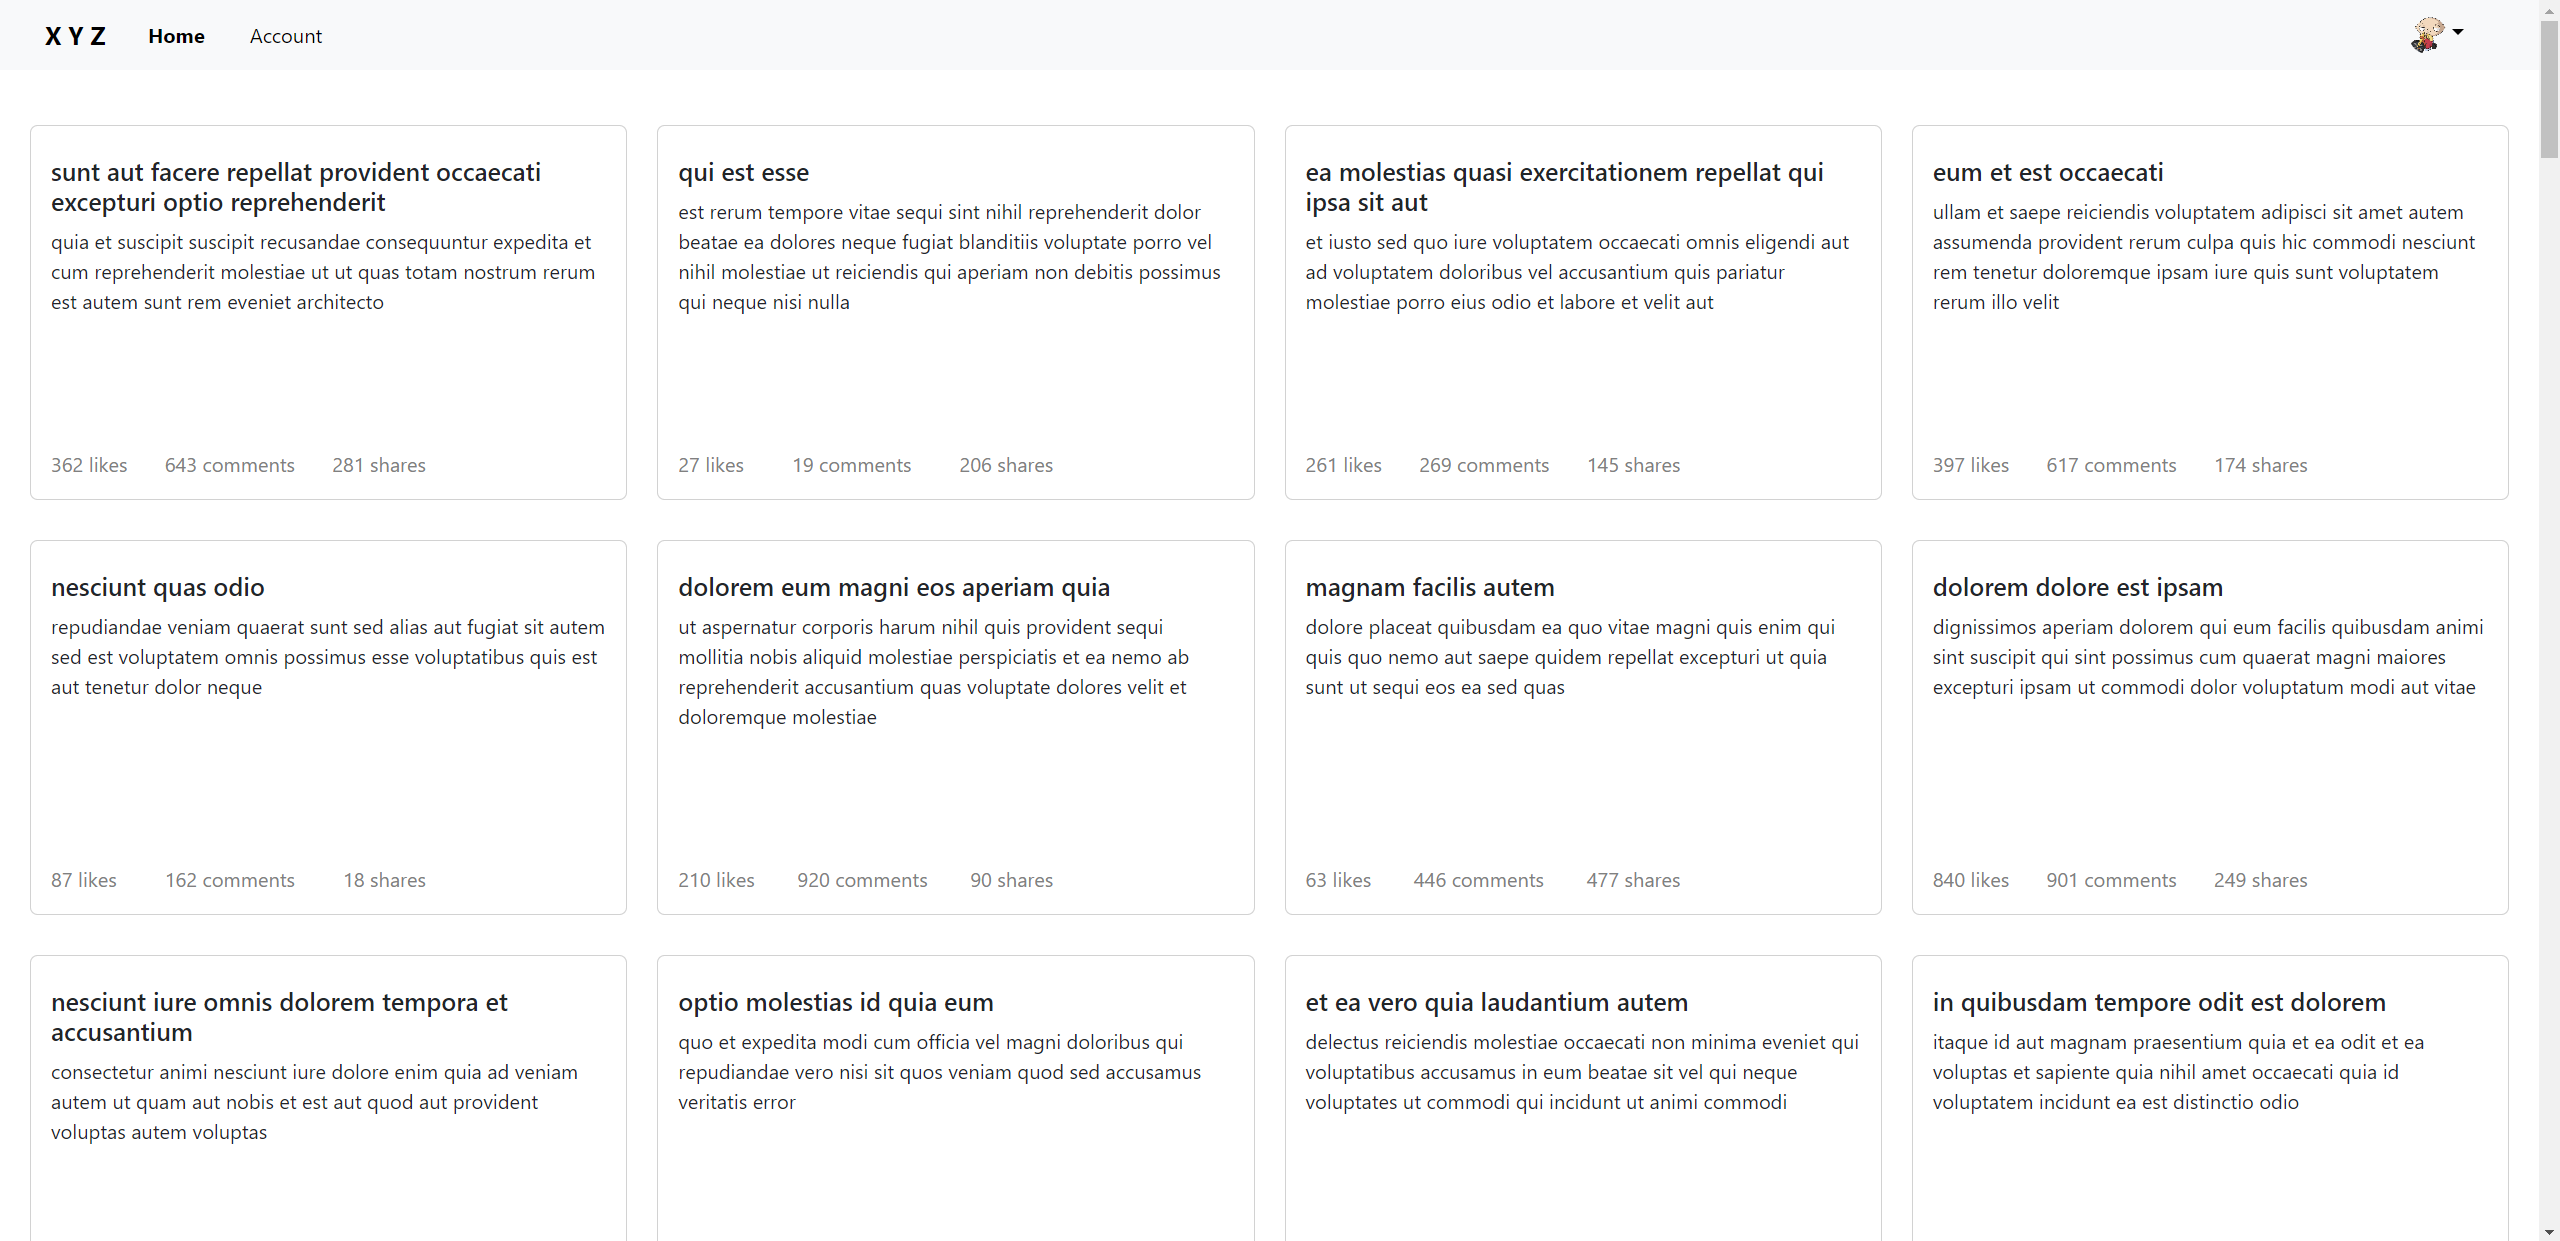 X Y Z Home Account
sunt aut facere repellat provident occaecati
excepturi optio reprehenderit
quia et suscipit suscipit recusandae consequuntur expedita et
cum reprehenderit molestiae ut ut quas totam nostrum rerum
est autem sunt rem eveniet architecto
362 likes 643 comments 281 shares
qui est esse
est rerum tempore vitae sequi sint nihil reprehenderit dolor
beatae ea dolores neque fugiat blanditiis voluptate porro vel
nihil molestiae ut reiciendis qui aperiam non debitis possimus
qui neque nisi nulla
27 likes 19 comments 206 shares
ea molestias quasi exercitationem repellat qui
ipsa sit aut
et iusto sed quo iure voluptatem occaecati omnis eligendi aut
ad voluptatem doloribus vel accusantium quis pariatur
molestiae porro eius odio et labore et velit aut
261 likes 269 comments 145 shares
eum et est occaecati
ullam et saepe reiciendis voluptatem adipisci sit amet autem
assumenda provident rerum culpa quis hic commodi nesciunt
rem tenetur doloremque ipsam iure quis sunt voluptatem
rerum illo velit
397 likes 617 comments 174 shares
nesciunt quas odio
repudiandae veniam quaerat sunt sed alias aut fugiat sit autem
sed est voluptatem omnis possimus esse voluptatibus quis est
aut tenetur dolor neque
87 likes 162 comments 18 shares
dolorem eum magni eos aperiam quia
ut aspernatur corporis harum nihil quis provident sequi
mollitia nobis aliquid molestiae perspiciatis et ea nemo ab
reprehenderit accusantium quas voluptate dolores velit et
doloremque molestiae
210 likes 920 comments 90 shares
magnam facilis autem
dolore placeat quibusdam ea quo vitae magni quis enim qui
quis quo nemo aut saepe quidem repellat excepturi ut quia
sunt ut sequi eos ea sed quas
63 likes 446 comments 477 shares
dolorem dolore est ipsam
dignissimos aperiam dolorem qui eum facilis quibusdam animi
sint suscipit qui sint possimus cum quaerat magni maiores
excepturi ipsam ut commodi dolor voluptatum modi aut vitae
840 likes 901 comments 249 shares
nesciunt iure omnis dolorem tempora et
accusantium
consectetur animi nesciunt iure dolore enim quia ad veniam
autem ut quam aut nobis et est aut quod aut provident
voluptas autem voluptas
optio molestias id quia eum
quo et expedita modi cum officia vel magni doloribus qui
repudiandae vero nisi sit quos veniam quod sed accusamus
veritatis error
et ea vero quia laudantium autem
delectus reiciendis molestiae occaecati non minima eveniet qui
voluptatibus accusamus in eum beatae sit vel qui neque
voluptates ut commodi qui incidunt ut animi commodi
in quibusdam tempore odit est dolorem
itaque id aut magnam praesentium quia et ea odit et ea
voluptas et sapiente quia nihil amet occaecati quia id
voluptatem incidunt ea est distinctio odio